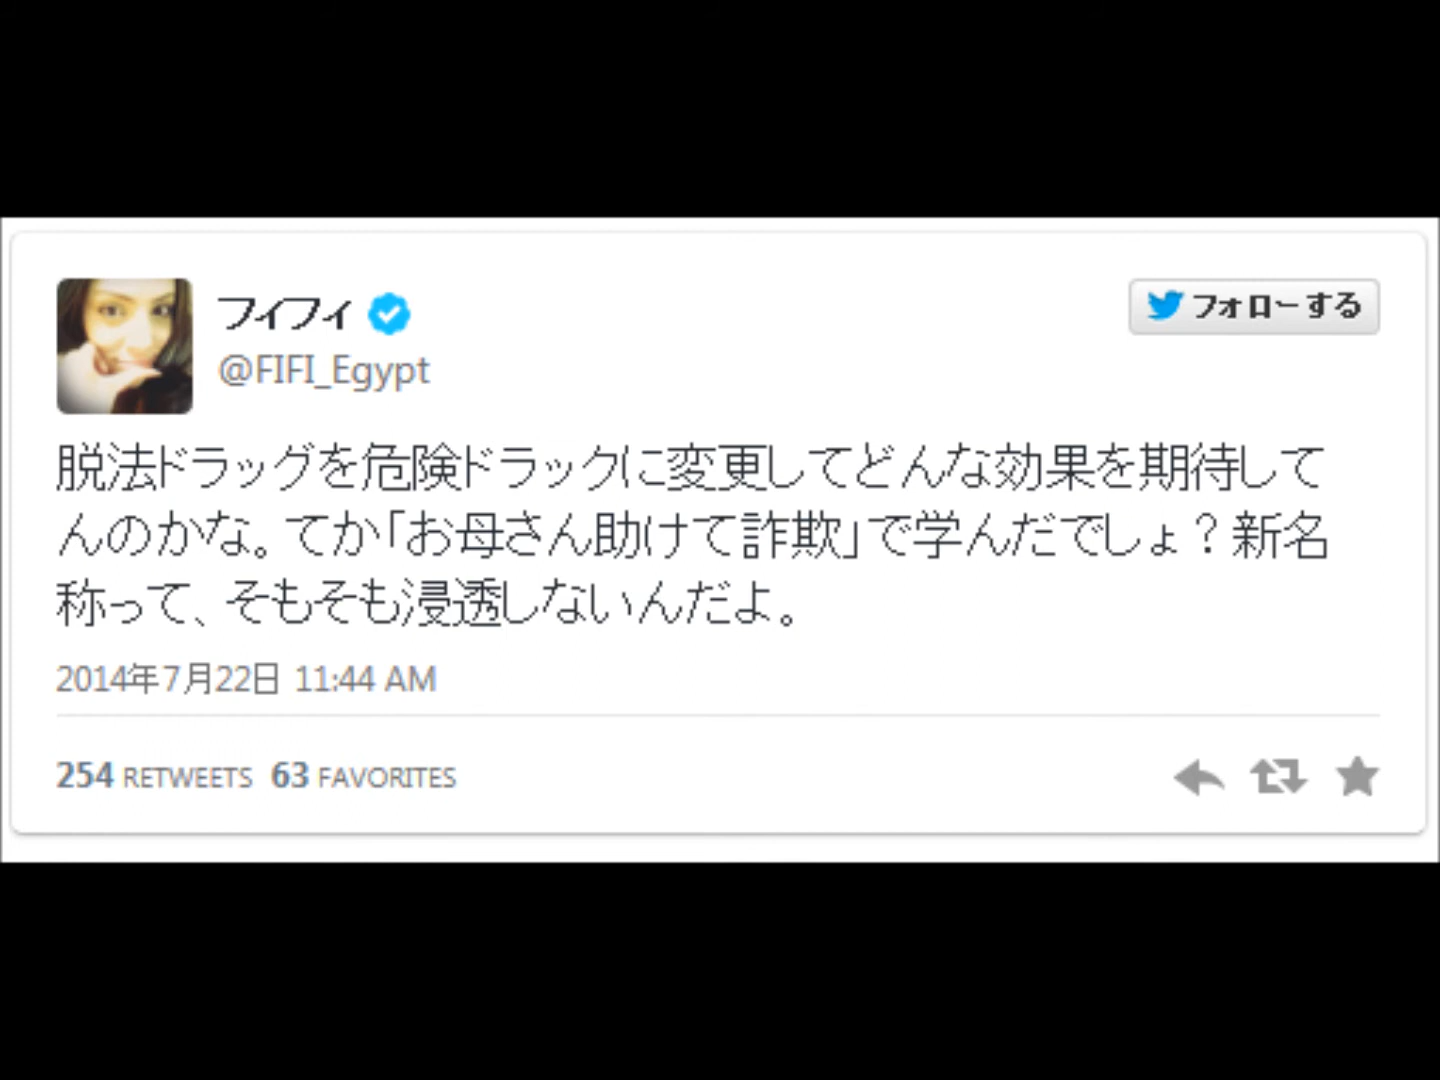 フィフィ
@FIFI_Egypt
フォローする
脱法ドラッグを危険ドラックに変更してどんな効果を期待して
んのかな。てか「お母さん助けて詐欺」で学んだでしょ？新名
称って、そもそも浸透しないんだよ。
2014年7月22日 11:44 AM
254 RETWEETS 63 FAVORITES